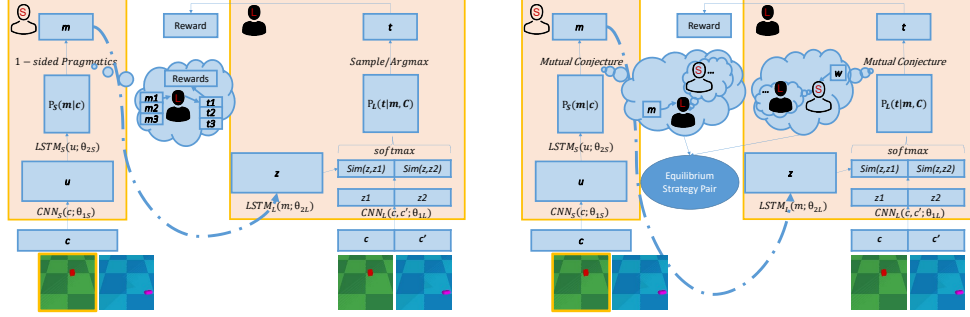 S
m
Reward
L
t
1−sided Pragmatics
Rewards
m1
m2
m3
L
t1
t2
t3
Sample/Argmax
P_S(m|c)
P_L(t|m, C)
LSTM_S(u; θ_2S)
softmax
u
z
Sim(z,z1)
Sim(z,z2)
z1
z2
CNN_S(c; θ_1S)
LSTM_L(m; θ_2L)
CNN_L(c, c'; θ_1L)
c
c
c'
S
m
Reward
L
t
Mutual Conjecture
S
...
m
L
w
...
L
S
Mutual Conjecture
P_S(m|c)
P_L(t|m, C)
LSTM_S(u; θ_2S)
softmax
u
Equilibrium
Strategy Pair
z
Sim(z,z1)
Sim(z,z2)
z1
z2
CNN_S(c; θ_1S)
LSTM_L(m; θ_2L)
CNN_L(c, c'; θ_1L)
c
c
c'